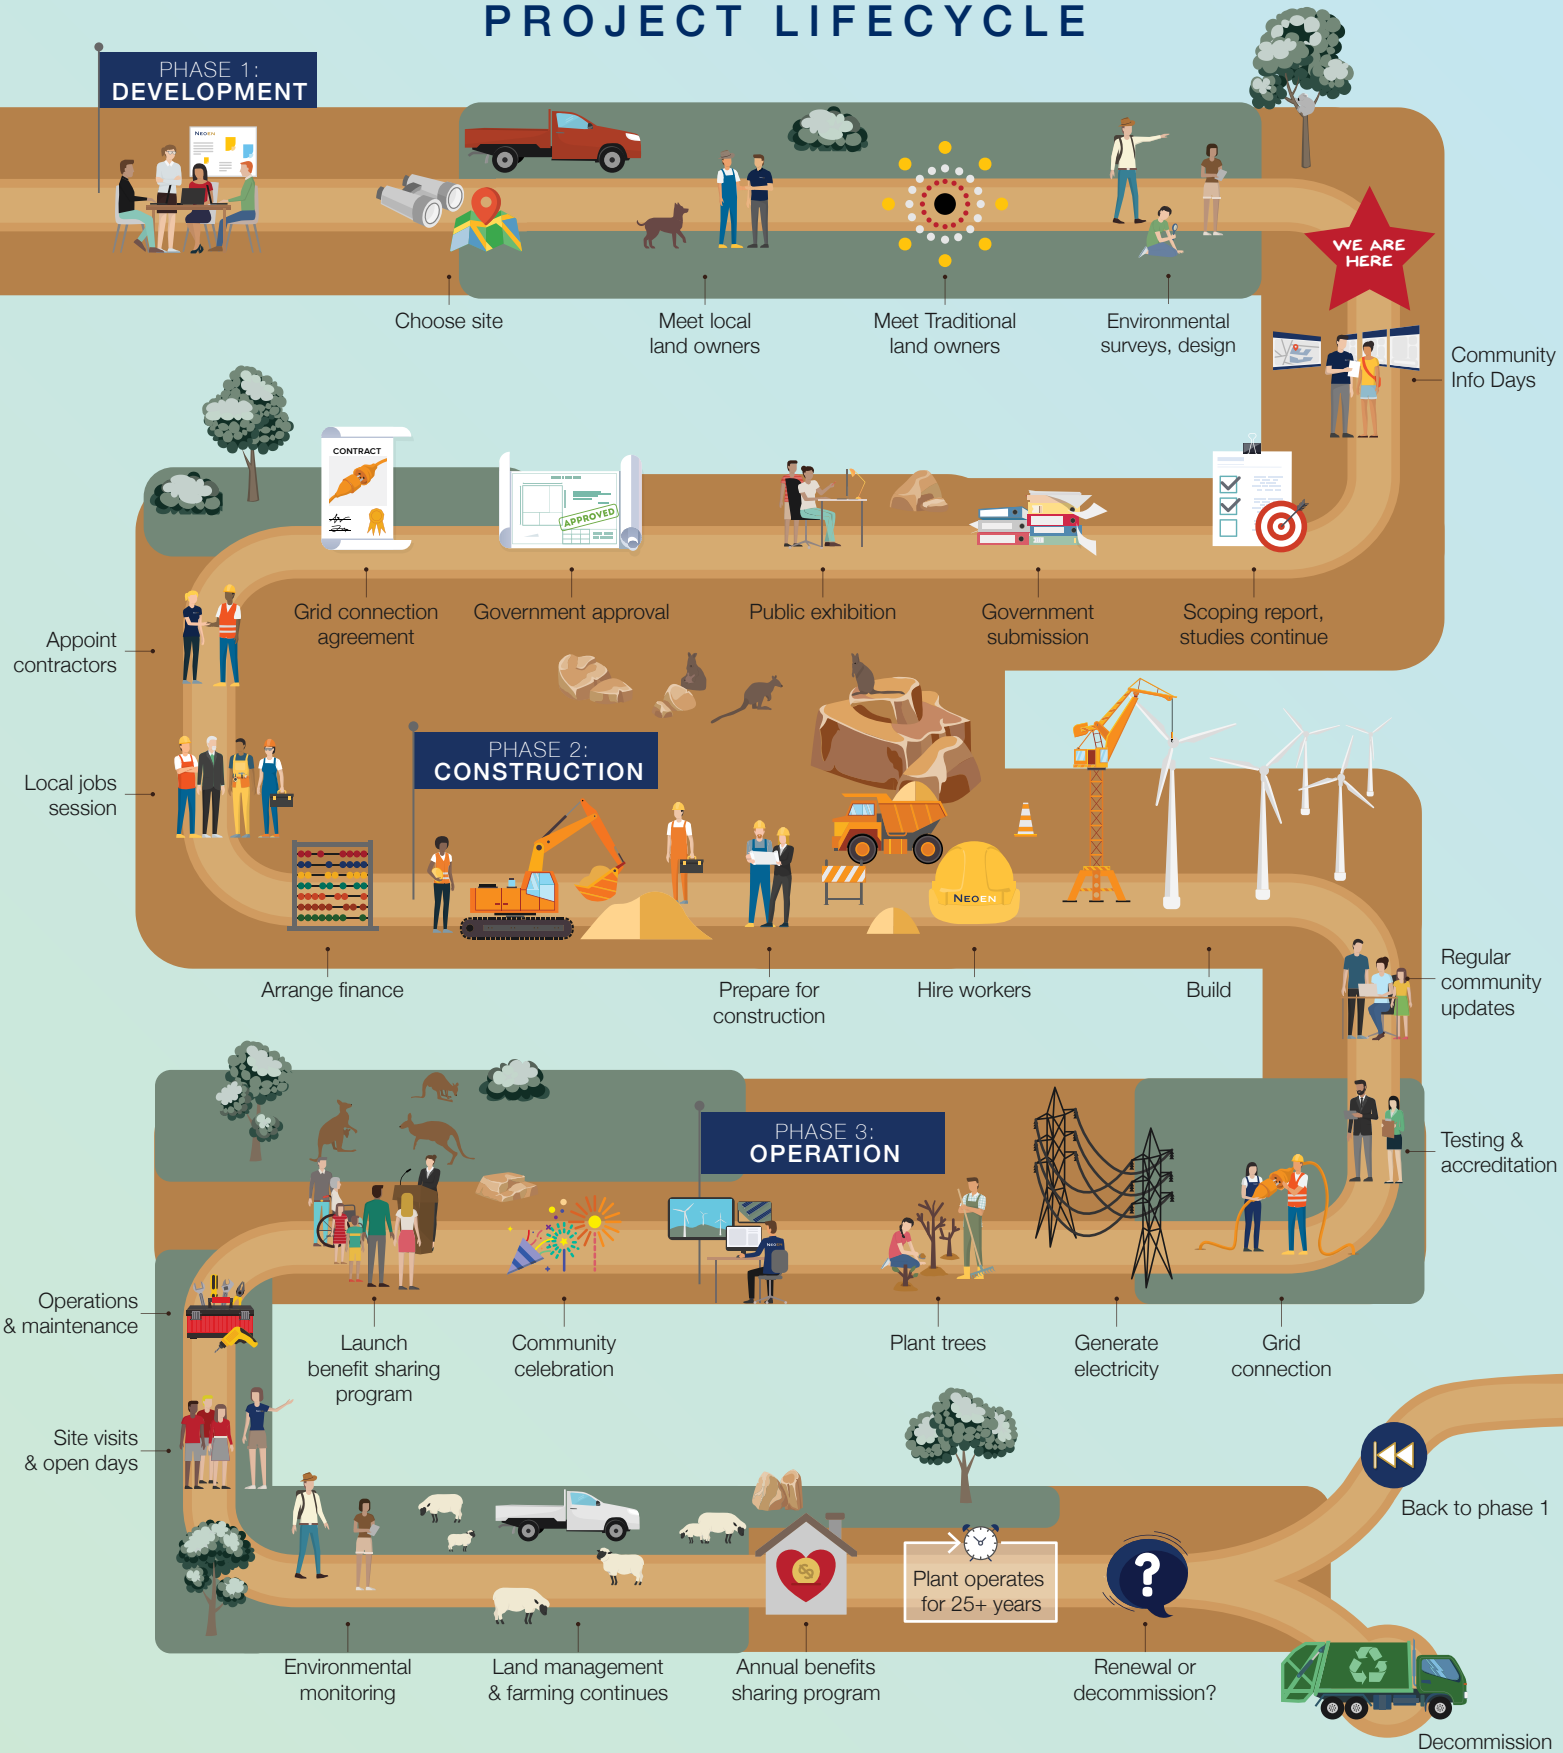 PROJECT LIFECYCLE
PHASE 1:
DEVELOPMENT
NEOEN
WE ARE
HERE
Choose site
Meet local
land owners
Meet Traditional
land owners
Environmental
surveys, design
Community
Info Days
CONTRACT
APPROVED
Grid connection
agreement
Government approval
Public exhibition
Government
submission
Scoping report,
studies continue
Appoint
contractors
Local jobs
session
PHASE 2:
CONSTRUCTION
NEOEN
Arrange finance
Prepare for
construction
Hire workers
Build
Regular
community
updates
PHASE 3:
OPERATION
Testing &
accreditation
Operations
& maintenance
Launch
benefit sharing
program
Community
celebration
Plant trees
Generate
electricity
Grid
connection
Site visits
& open days
Back to phase 1
Plant operates
for 25+ years
?
Environmental
monitoring
Land management
& farming continues
Annual benefits
sharing program
Renewal or
decommission?
Decommission